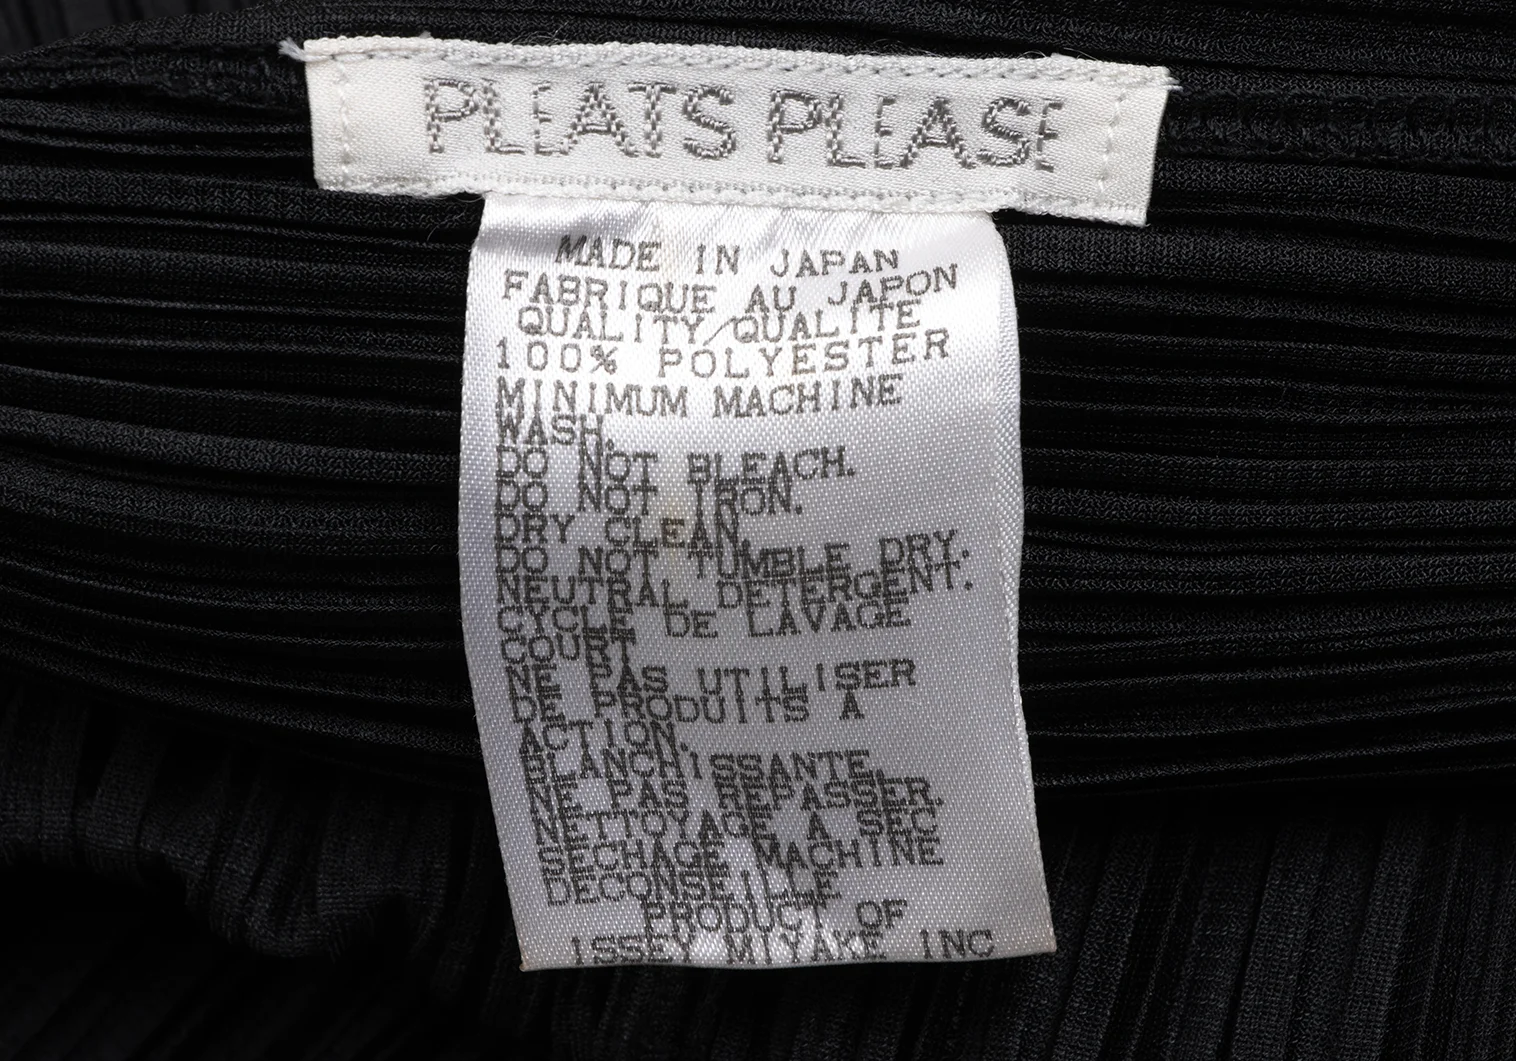 PLEATS PLEASE
MADE IN JAPAN
FABRIQUE AU JAPON
QUALITY/QUALITE
100% POLYESTER
MINIMUM MACHINE
WASH.
DO NOT BLEACH.
DO NOT IRON.
DRY CLEAN.
DO NOT TUMBLE DRY.
NEUTRAL DETERGENT.
CYCLE DE LAVAGE
COURT
NE PAS UTILISER
DE PRODUITS A
ACTION.
BLANCHISSANTE.
NE PAS REPASSER.
NETTOYAGE A SEC
SECHAGE MACHINE
DECONSEILLE
PRODUCT OF
ISSEY MIYAKE INC